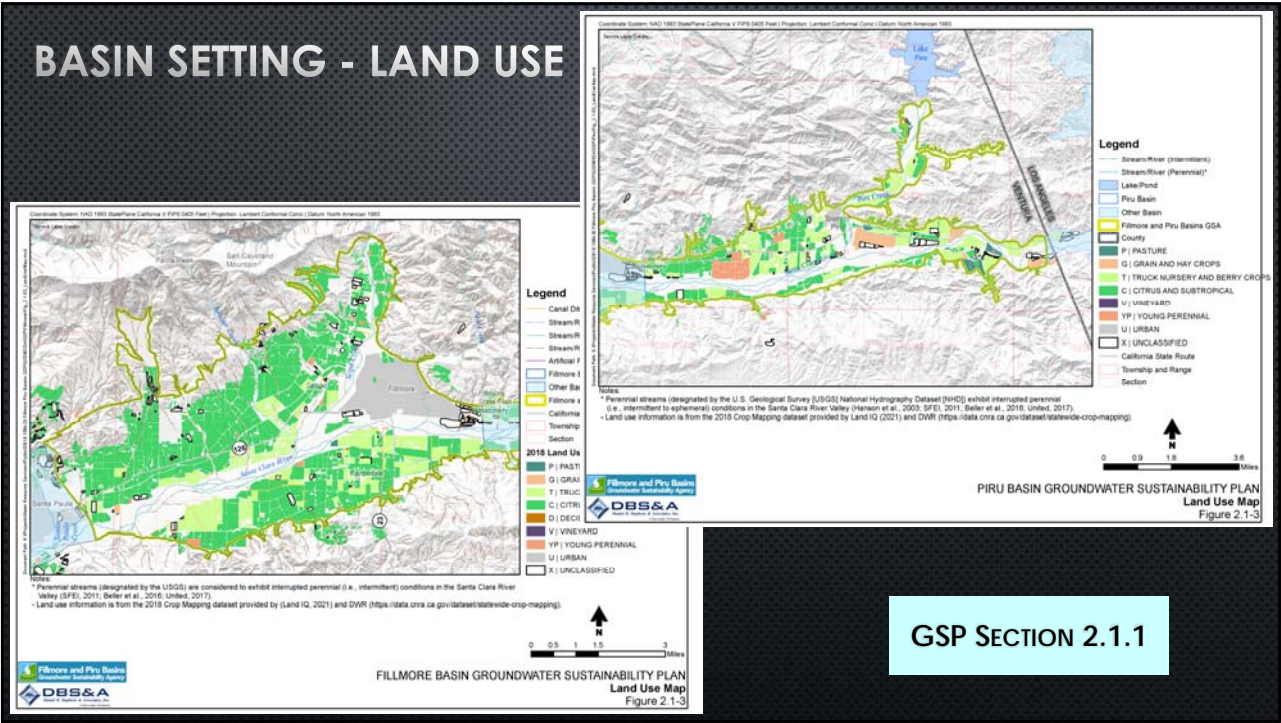 BASIN SETTING - LAND USE
Coordinate System: NAD 1983 StatePlane California V FIPS 0405 Feet | Projection: Lambert Conformal Conic | Datum: North American 1983
Lake
Piru
Piru Creek
LOS ANGELES
VENTURA
Legend
Stream/River (Intermittent)
Stream/River (Perennial)*
Lake/Pond
Piru Basin
Other Basin
Fillmore and Piru Basins GSA
County
P | PASTURE
G | GRAIN AND HAY CROPS
T | TRUCK NURSERY AND BERRY CROPS
C | CITRUS AND SUBTROPICAL
V | VINEYARD
YP | YOUNG PERENNIAL
U | URBAN
X | UNCLASSIFIED
California State Route
Township and Range
Section
Notes:
* Perennial streams (designated by the U.S. Geological Survey [USGS] National Hydrography Dataset [NHD]) exhibit interrupted perennial
(i.e., intermittent to ephemeral) conditions in the Santa Clara River Valley (Hanson et al., 2003; SFEI, 2011; Beller et al., 2016; United, 2017).
- Land use information is from the 2018 Crop Mapping dataset provided by Land IQ (2021) and DWR (https://data.cnra.ca.gov/dataset/statewide-crop-mapping).
N
0 0.9 1.8 3.6
Miles
Fillmore and Piru Basins
Groundwater Sustainability Agency
DBS&A
PIRU BASIN GROUNDWATER SUSTAINABILITY PLAN
Land Use Map
Figure 2.1-3
Coordinate System: NAD 1983 StatePlane California V FIPS 0405 Feet | Projection: Lambert Conformal Conic | Datum: North American 1983
San Cayetano
Mountain
Fillmore
126
Santa Clara River
Bardsdale
Santa Paula
23
Legend
Canal Di
Stream/R
Stream/R
Stream/R
Artificial F
Fillmore B
Other Ba
Fillmore a
California
Township
Section
2018 Land Us
P | PAST
G | GRAI
T | TRUC
C | CITR
D | DECI
V | VINEYARD
YP | YOUNG PERENNIAL
U | URBAN
X | UNCLASSIFIED
Notes:
* Perennial streams (designated by the USGS) are considered to exhibit interrupted perennial (i.e., intermittent) conditions in the Santa Clara River
Valley (SFEI, 2011; Beller et al., 2016; United, 2017).
- Land use information is from the 2018 Crop Mapping dataset provided by (Land IQ, 2021) and DWR (https://data.cnra.ca.gov/dataset/statewide-crop-mapping).
N
0 0.5 1 1.5 3
Miles
Fillmore and Piru Basins
Groundwater Sustainability Agency
DBS&A
FILLMORE BASIN GROUNDWATER SUSTAINABILITY PLAN
Land Use Map
Figure 2.1-3
GSP SECTION 2.1.1